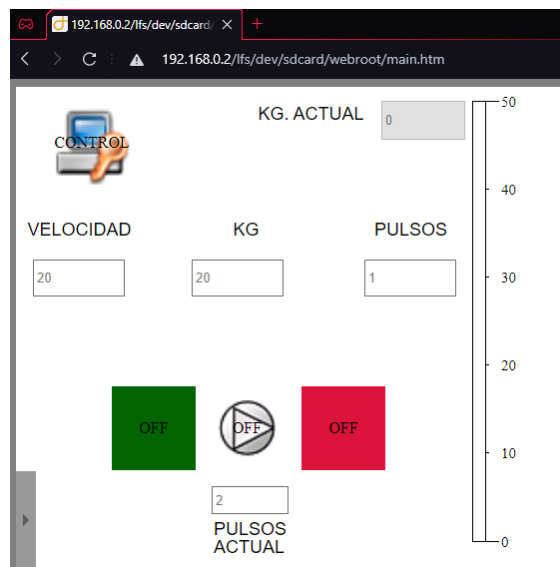 192.168.0.2/lfs/dev/sdcard/
192.168.0.2/lfs/dev/sdcard/webroot/main.htm
KG. ACTUAL
0
50
CONTROL
40
VELOCIDAD
KG
PULSOS
20
20
1
30
20
OFF
OFF
OFF
10
2
PULSOS
ACTUAL
0